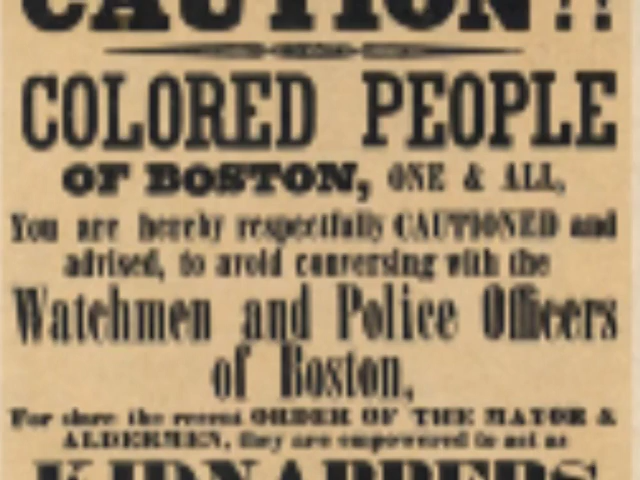 CAUTION!!
COLORED PEOPLE
OF BOSTON, ONE & ALL,
You are hereby respectfully CAUTIONED and
advised, to avoid conversing with the
Watchmen and Police Officers
of Boston,
For since the recent ORDER OF THE MAYOR &
ALDERMEN, they are empowered to act as
KIDNAPPERS